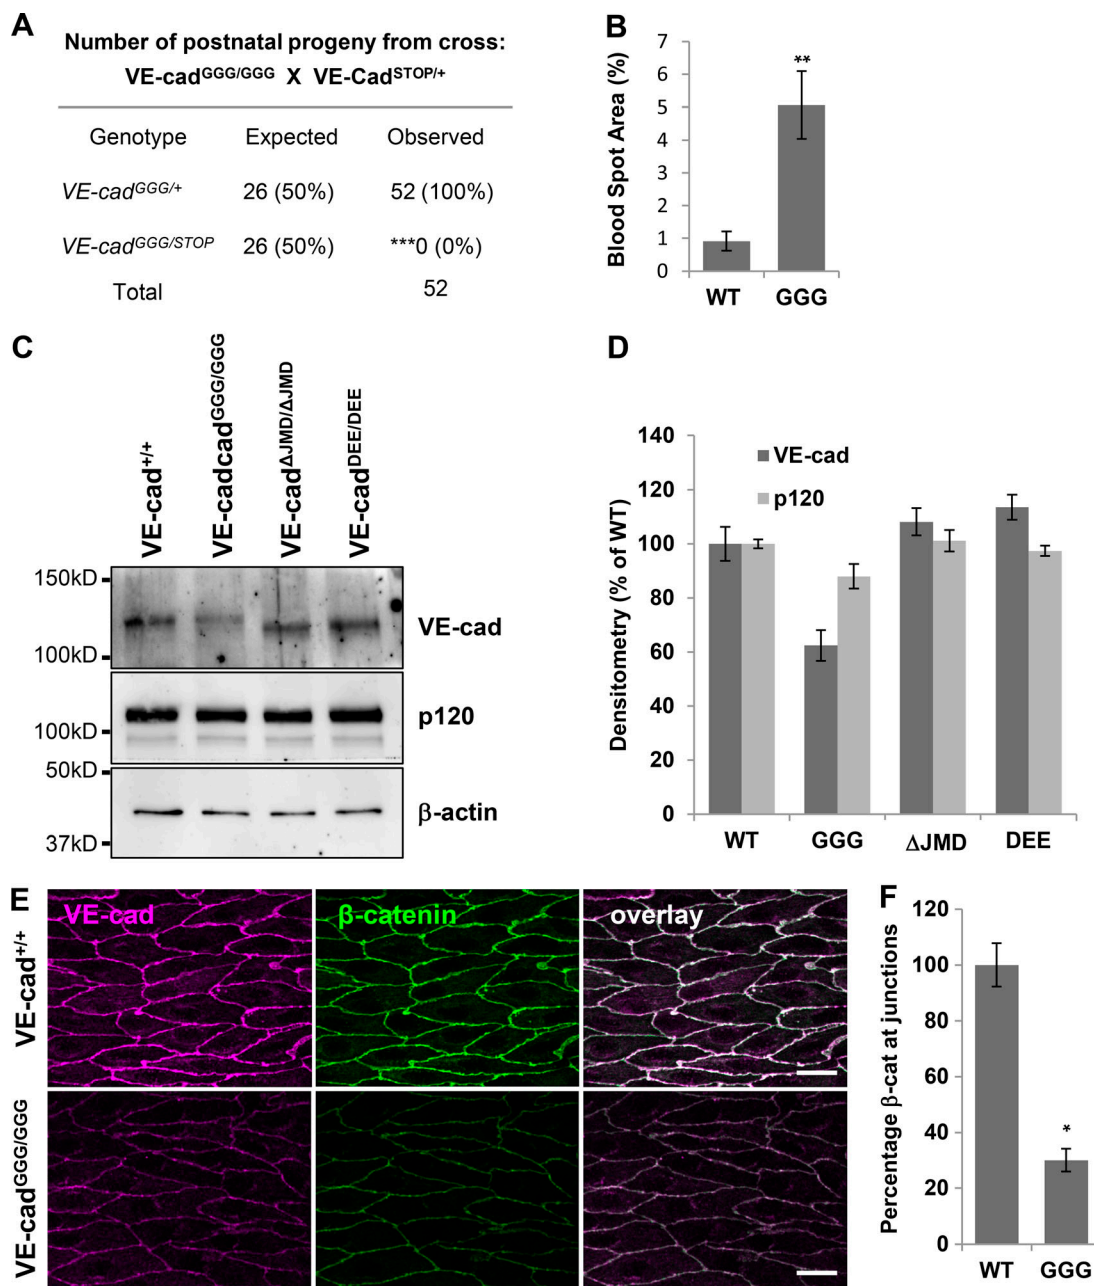 A
Number of postnatal progeny from cross:
VE-cadGGG/GGG X VE-CadSTOP/+
Genotype Expected Observed
VE-cadGGG/+ 26 (50%) 52 (100%)
VE-cadGGG/STOP 26 (50%) ***0 (0%)
Total 52
B
Blood Spot Area (%)
7
6
5
4
3
2
1
0
**
WT GGG
C
VE-cad+/+
VE-cadcadGGG/GGG
VE-cadΔJMD/ΔJMD
VE-cadDEE/DEE
150kD
100kD
VE-cad
100kD
p120
50kD
37kD
β-actin
D
Densitometry (% of WT)
140
120
100
80
60
40
20
0
VE-cad
p120
WT GGG ΔJMD DEE
E
VE-cad+/+
VE-cadGGG/GGG
VE-cad β-catenin overlay
F
Percentage β-cat at junctions
120
100
80
60
40
20
0
*
WT GGG